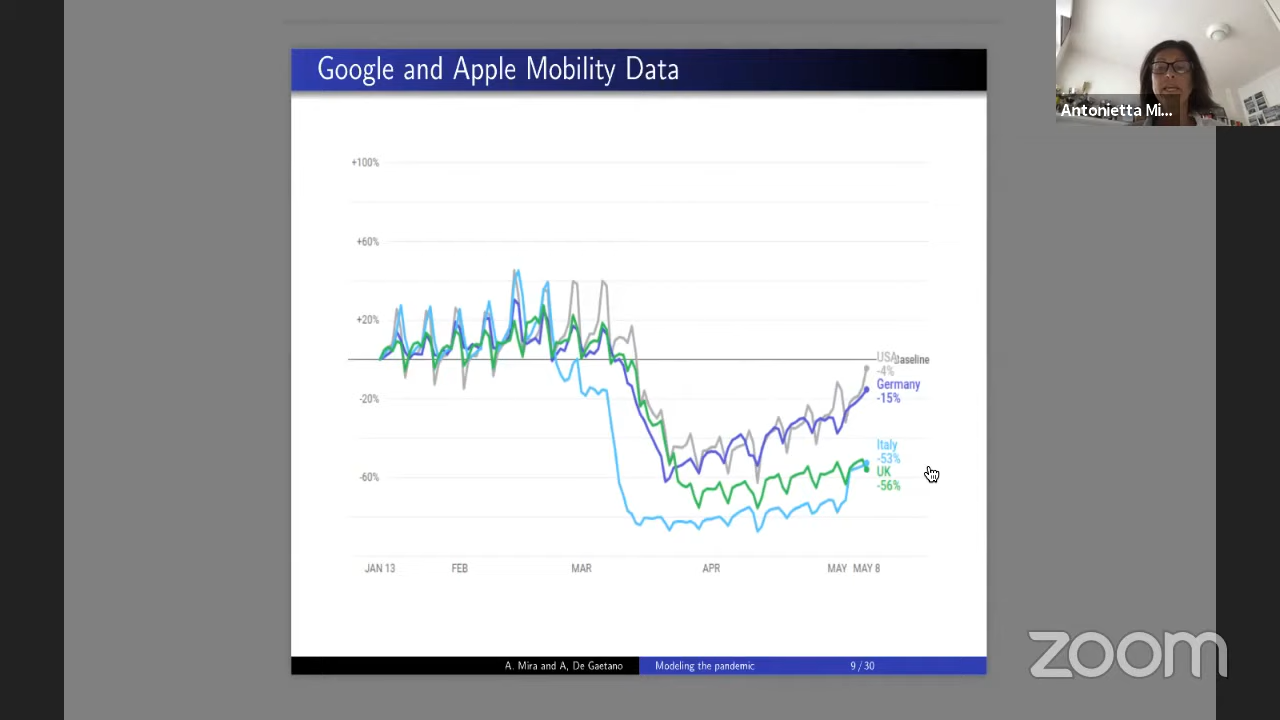 Google and Apple Mobility Data
Antonietta Mi...
+100%
+60%
+20%
USA
Baseline
-4%
Germany
-15%
-20%
Italy
-53%
UK
-56%
-60%
JAN 13 FEB MAR APR MAY MAY 8
A. Mira and A, De Gaetano Modeling the pandemic 9 / 30
zoom